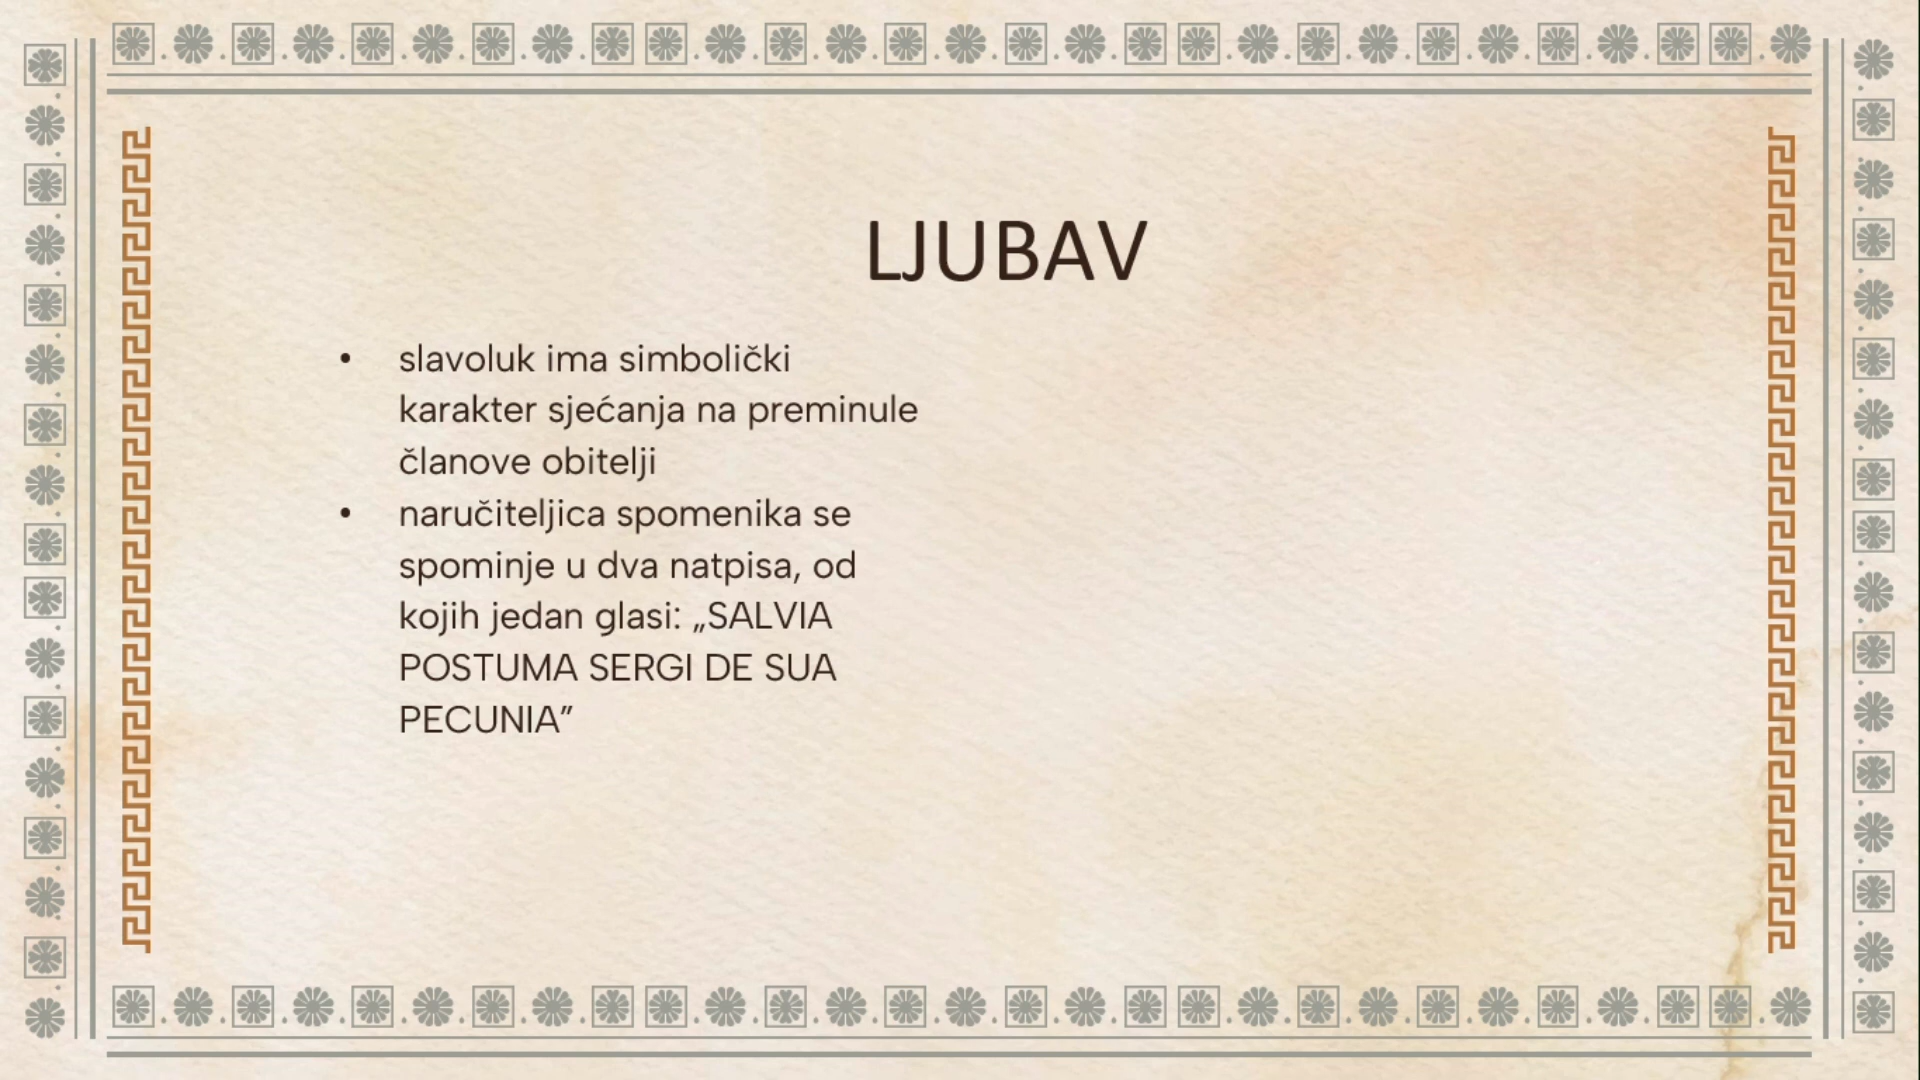 LJUBAV
• slavoluk ima simbolički
karakter sjećanja na preminule
članove obitelji
• naručiteljica spomenika se
spominje u dva natpisa, od
kojih jedan glasi: „SALVIA
POSTUMA SERGI DE SUA
PECUNIA”